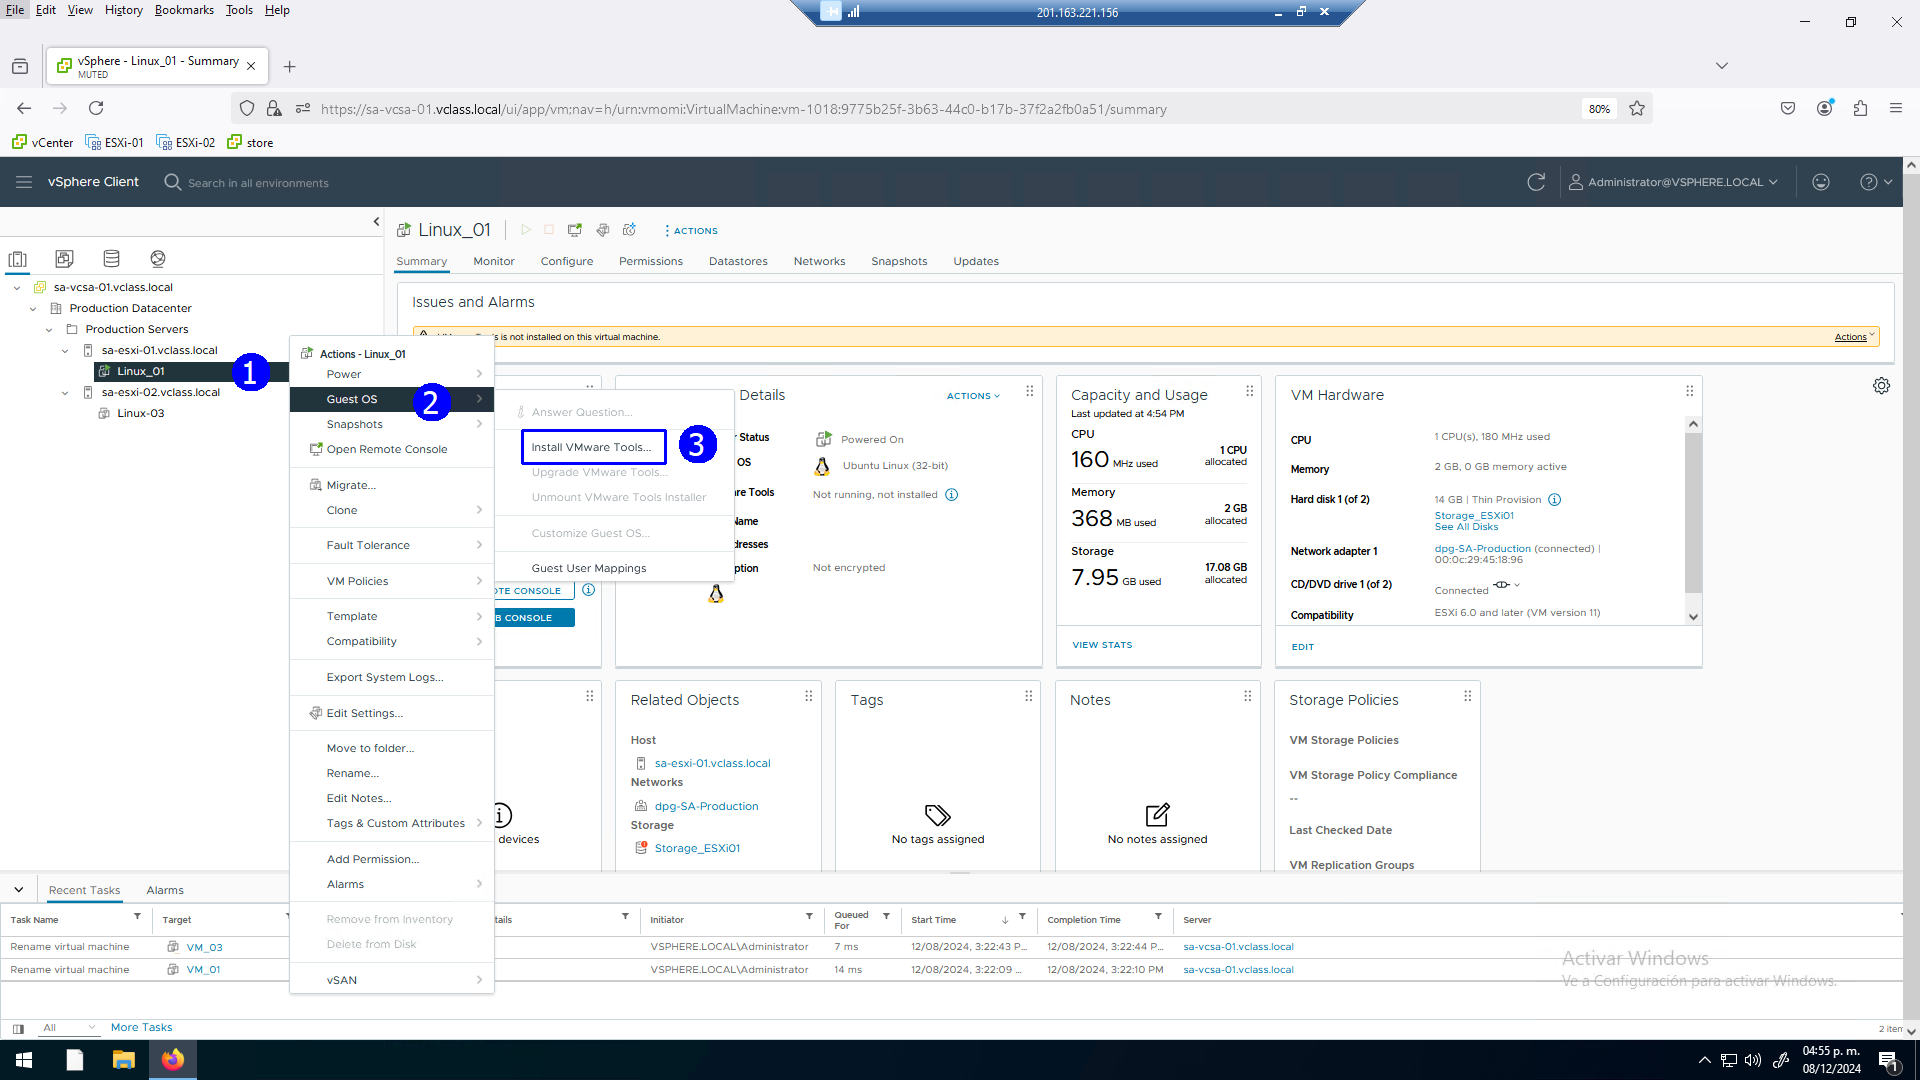 File Edit View History Bookmarks Tools Help
201.163.221.156
vSphere - Linux_01 - Summary
MUTED
https://sa-vcsa-01.vclass.local/ui/app/vm;nav=h/urn:vmomi:VirtualMachine:vm-1018:9775b25f-3b63-44c0-b17b-37f2a2fb0a51/summary
80%
vCenter ESXi-01 ESXi-02 store
vSphere Client
Search in all environments
Administrator@VSPHERE.LOCAL
Linux_01
ACTIONS
Summary Monitor Configure Permissions Datastores Networks Snapshots Updates
sa-vcsa-01.vclass.local
Production Datacenter
Production Servers
sa-esxi-01.vclass.local
Linux_01
1
sa-esxi-02.vclass.local
Linux-03
Actions - Linux_01
Power
Guest OS
2
Snapshots
Open Remote Console
Migrate...
Clone
Fault Tolerance
VM Policies
Template
Compatibility
Export System Logs...
Edit Settings...
Move to folder...
Rename...
Edit Notes...
Tags & Custom Attributes
Add Permission...
Alarms
Remove from Inventory
Delete from Disk
vSAN
Answer Question...
Install VMware Tools...
3
Upgrade VMware Tools...
Unmount VMware Tools Installer
Customize Guest OS...
Guest User Mappings
Issues and Alarms
is not installed on this virtual machine.
Actions
Details
ACTIONS
Status
Powered On
OS
Ubuntu Linux (32-bit)
Tools
Not running, not installed
Name
Not encrypted
CONSOLE
CONSOLE
Capacity and Usage
Last updated at 4:54 PM
CPU
160 MHz used
1 CPU
allocated
Memory
368 MB used
2 GB
allocated
Storage
7.95 GB used
17.08 GB
allocated
VIEW STATS
VM Hardware
CPU
1 CPU(s), 180 MHz used
Memory
2 GB, 0 GB memory active
Hard disk 1 (of 2)
14 GB | Thin Provision
Storage_ESXi01
See All Disks
Network adapter 1
dpg-SA-Production (connected) |
00:0c:29:45:18:96
CD/DVD drive 1 (of 2)
Connected
Compatibility
ESXi 6.0 and later (VM version 11)
EDIT
devices
Related Objects
Host
sa-esxi-01.vclass.local
Networks
dpg-SA-Production
Storage
Storage_ESXi01
Tags
No tags assigned
Notes
No notes assigned
Storage Policies
VM Storage Policies
VM Storage Policy Compliance
--
Last Checked Date
VM Replication Groups
Recent Tasks Alarms
Task Name Target Initiator Queued For Start Time Completion Time Server
Rename virtual machine VM_03 VSPHERE.LOCAL\Administrator 7 ms 12/08/2024, 3:22:43 P... 12/08/2024, 3:22:44 P... sa-vcsa-01.vclass.local
Rename virtual machine VM_01 VSPHERE.LOCAL\Administrator 14 ms 12/08/2024, 3:22:09 ... 12/08/2024, 3:22:10 PM sa-vcsa-01.vclass.local
Activar Windows
Ve a Configuración para activar Windows.
All More Tasks
2 item
04:55 p. m.
08/12/2024
1